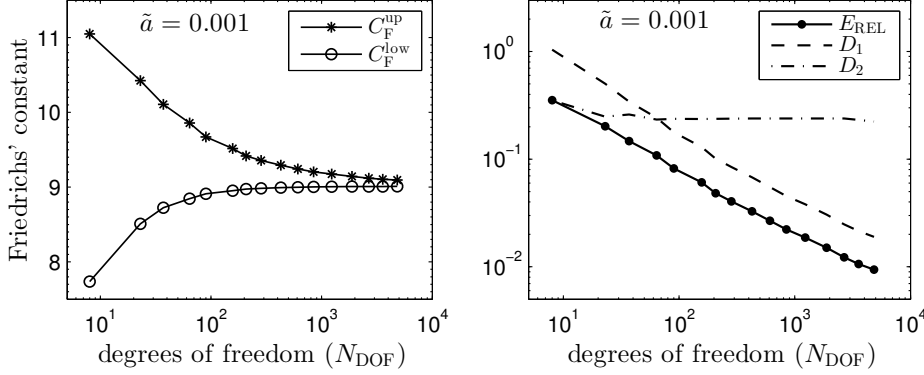 ã = 0.001
C_F^up
C_F^low
11
10
9
8
Friedrichs' constant
10^1
10^2
10^3
10^4
degrees of freedom (N_DOF)
ã = 0.001
E_REL
D_1
D_2
10^0
10^-1
10^-2
10^1
10^2
10^3
10^4
degrees of freedom (N_DOF)